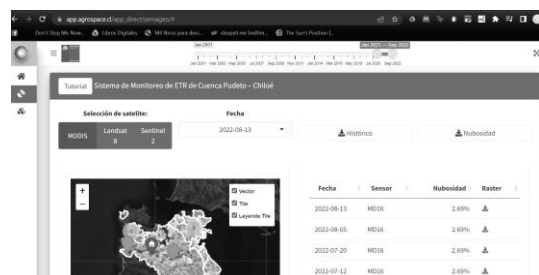 app.agrospace.cl/app_direct/semageo/#
Don't Stop Me Now...
Libros Digitales
Mil libros para desc...
The Sun's Position (...
Jan 2001
Jan 2021 — Sep 2022
Tutorial
Sistema de Monitoreo de ETR de Cuenca Pudeto – Chiloé
Selección de satelite:
Fecha
MODIS
Landsat 8
Sentinel 2
2022-08-13
Histórico
Nubosidad
+
−
Vector
Tile
Leyenda Tile
Fecha Sensor Nubosidad Raster
2022-08-13 MD16 2.69%
2022-08-05 MD16 2.69%
2022-07-20 MD16 2.69%
2022-07-12 MD16 2.69%